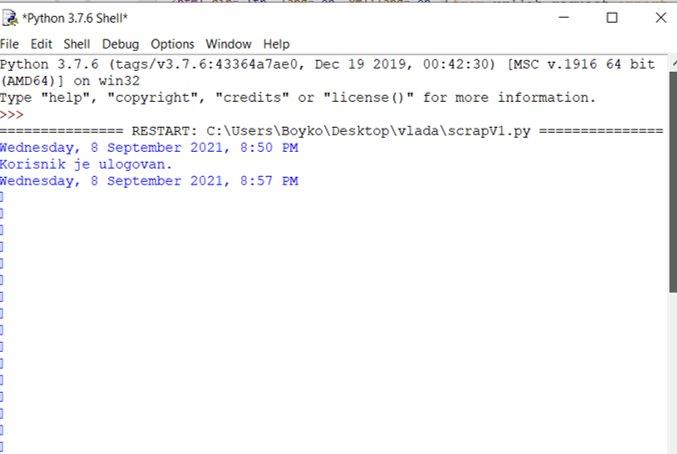 *Python 3.7.6 Shell*
File Edit Shell Debug Options Window Help
Python 3.7.6 (tags/v3.7.6:43364a7ae0, Dec 19 2019, 00:42:30) [MSC v.1916 64 bit
(AMD64)] on win32
Type "help", "copyright", "credits" or "license()" for more information.
>>>
=============== RESTART: C:\Users\Boyko\Desktop\vlada\scrapV1.py ===============
Wednesday, 8 September 2021, 8:50 PM
Korisnik je ulogovan.
Wednesday, 8 September 2021, 8:57 PM